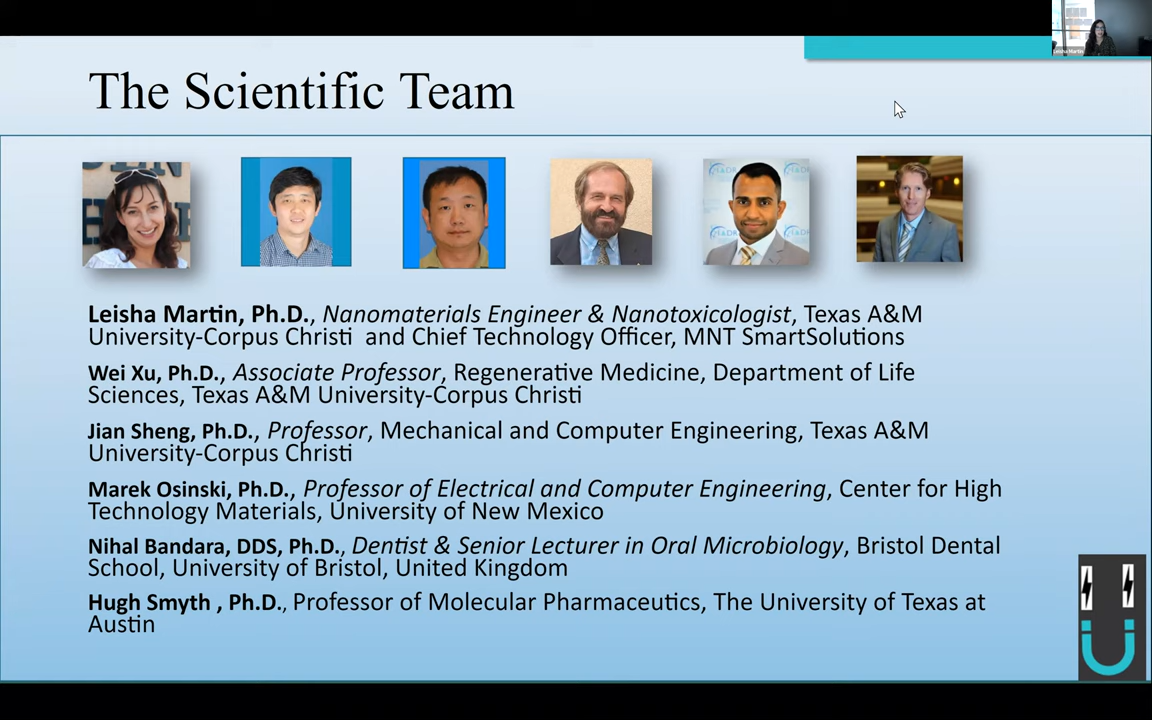 Leisha Martin
The Scientific Team
Leisha Martin, Ph.D., Nanomaterials Engineer & Nanotoxicologist, Texas A&M
University-Corpus Christi and Chief Technology Officer, MNT SmartSolutions
Wei Xu, Ph.D., Associate Professor, Regenerative Medicine, Department of Life
Sciences, Texas A&M University-Corpus Christi
Jian Sheng, Ph.D., Professor, Mechanical and Computer Engineering, Texas A&M
University-Corpus Christi
Marek Osinski, Ph.D., Professor of Electrical and Computer Engineering, Center for High
Technology Materials, University of New Mexico
Nihal Bandara, DDS, Ph.D., Dentist & Senior Lecturer in Oral Microbiology, Bristol Dental
School, University of Bristol, United Kingdom
Hugh Smyth , Ph.D., Professor of Molecular Pharmaceutics, The University of Texas at
Austin